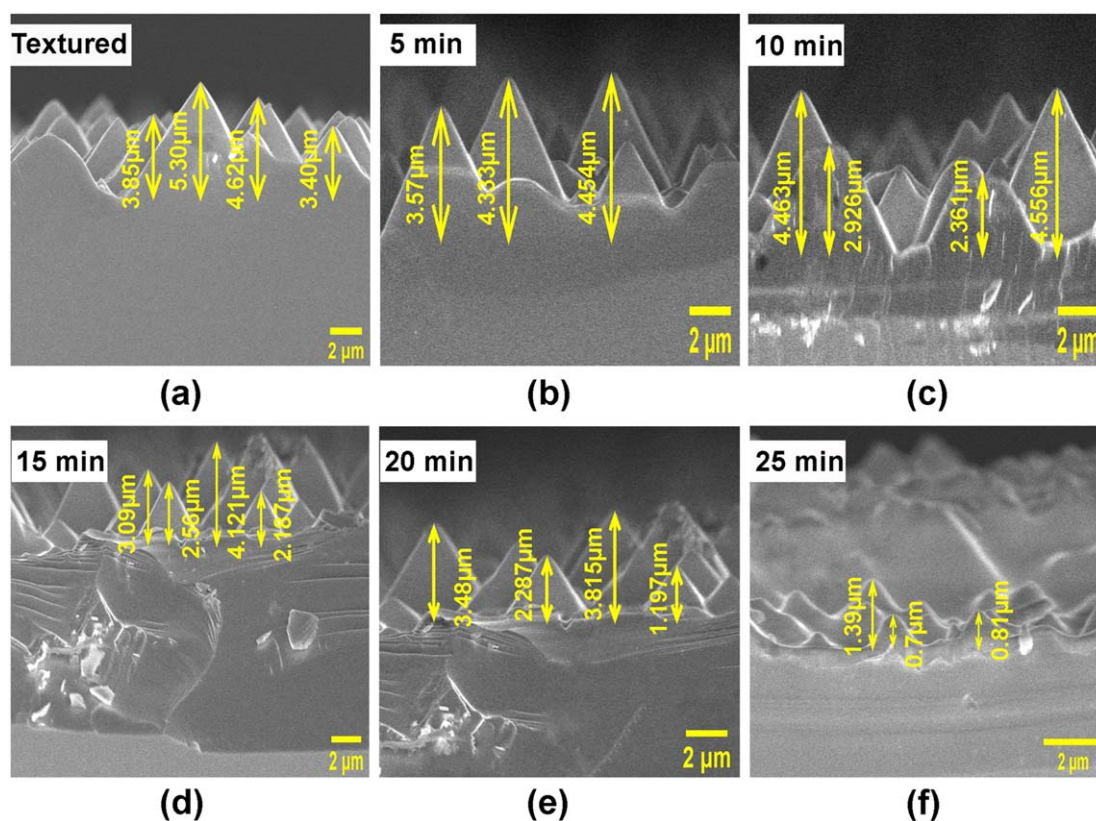 Textured
3.85µm
5.30µm
4.62µm
3.40µm
2 µm
(a)
5 min
3.57µm
4.333µm
4.454µm
2 µm
(b)
10 min
4.463µm
2.926µm
2.361µm
4.556µm
2 µm
(c)
15 min
3.09µm
2.58µm
4.121µm
2.187µm
2 µm
(d)
20 min
3.48µm
2.287µm
3.815µm
1.197µm
2 µm
(e)
25 min
1.39µm
0.7µm
0.81µm
2 µm
(f)